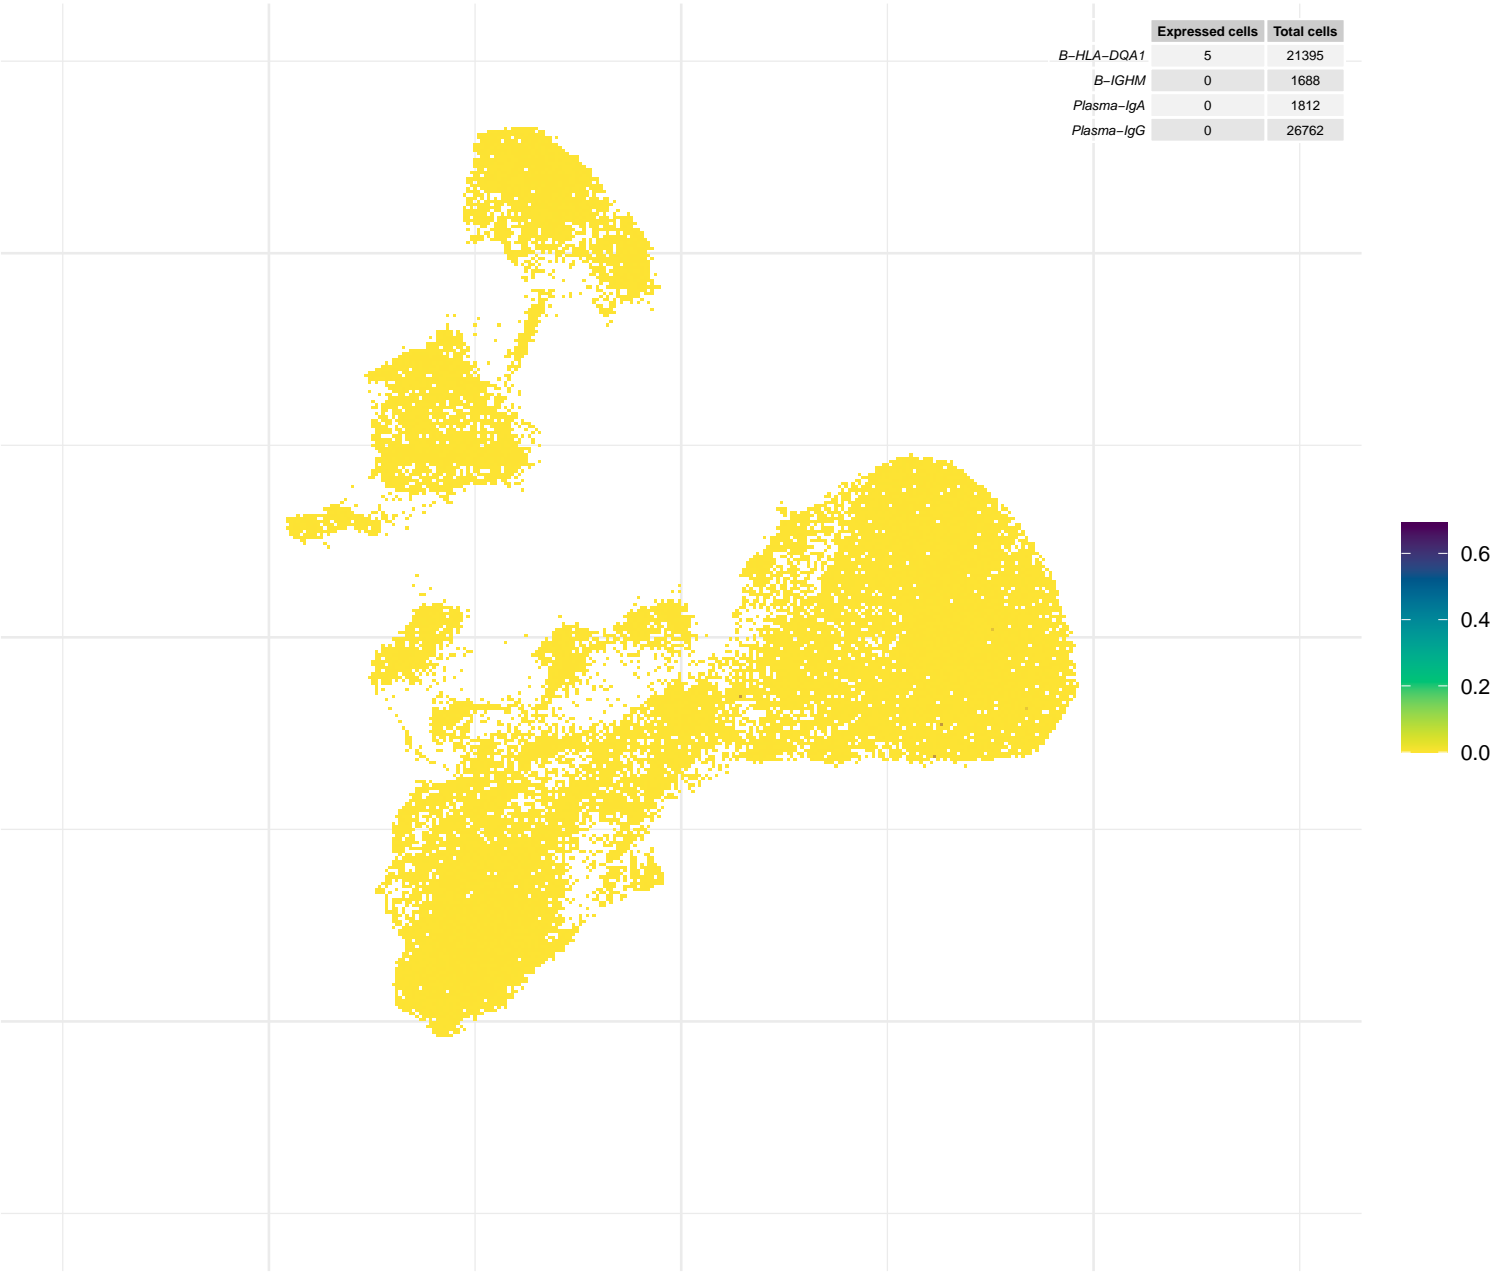 Expressed cells Total cells
B−HLA−DQA1 5 21395
B−IGHM 0 1688
Plasma−IgA 0 1812
Plasma−IgG 0 26762
0.6
0.4
0.2
0.0